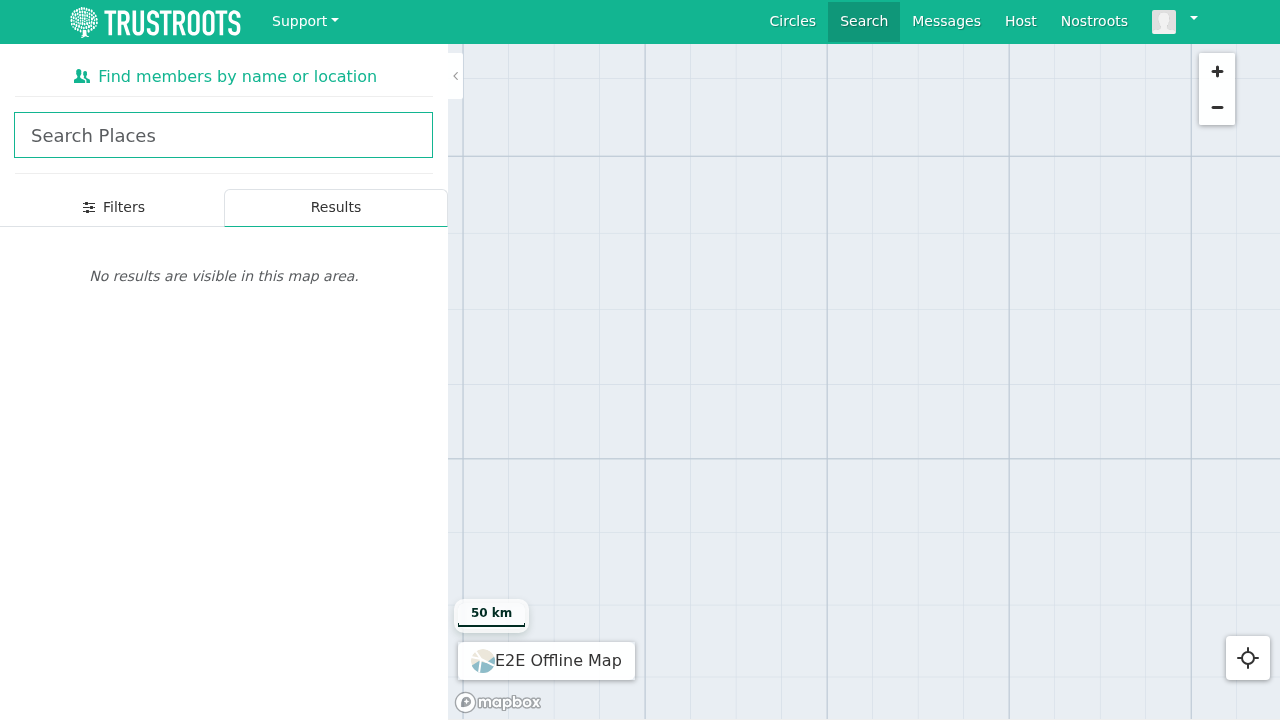 TRUSTROOTS
Support
Circles
Search
Messages
Host
Nostroots
Find members by name or location
Search Places
Filters
Results
No results are visible in this map area.
50 km
E2E Offline Map
mapbox